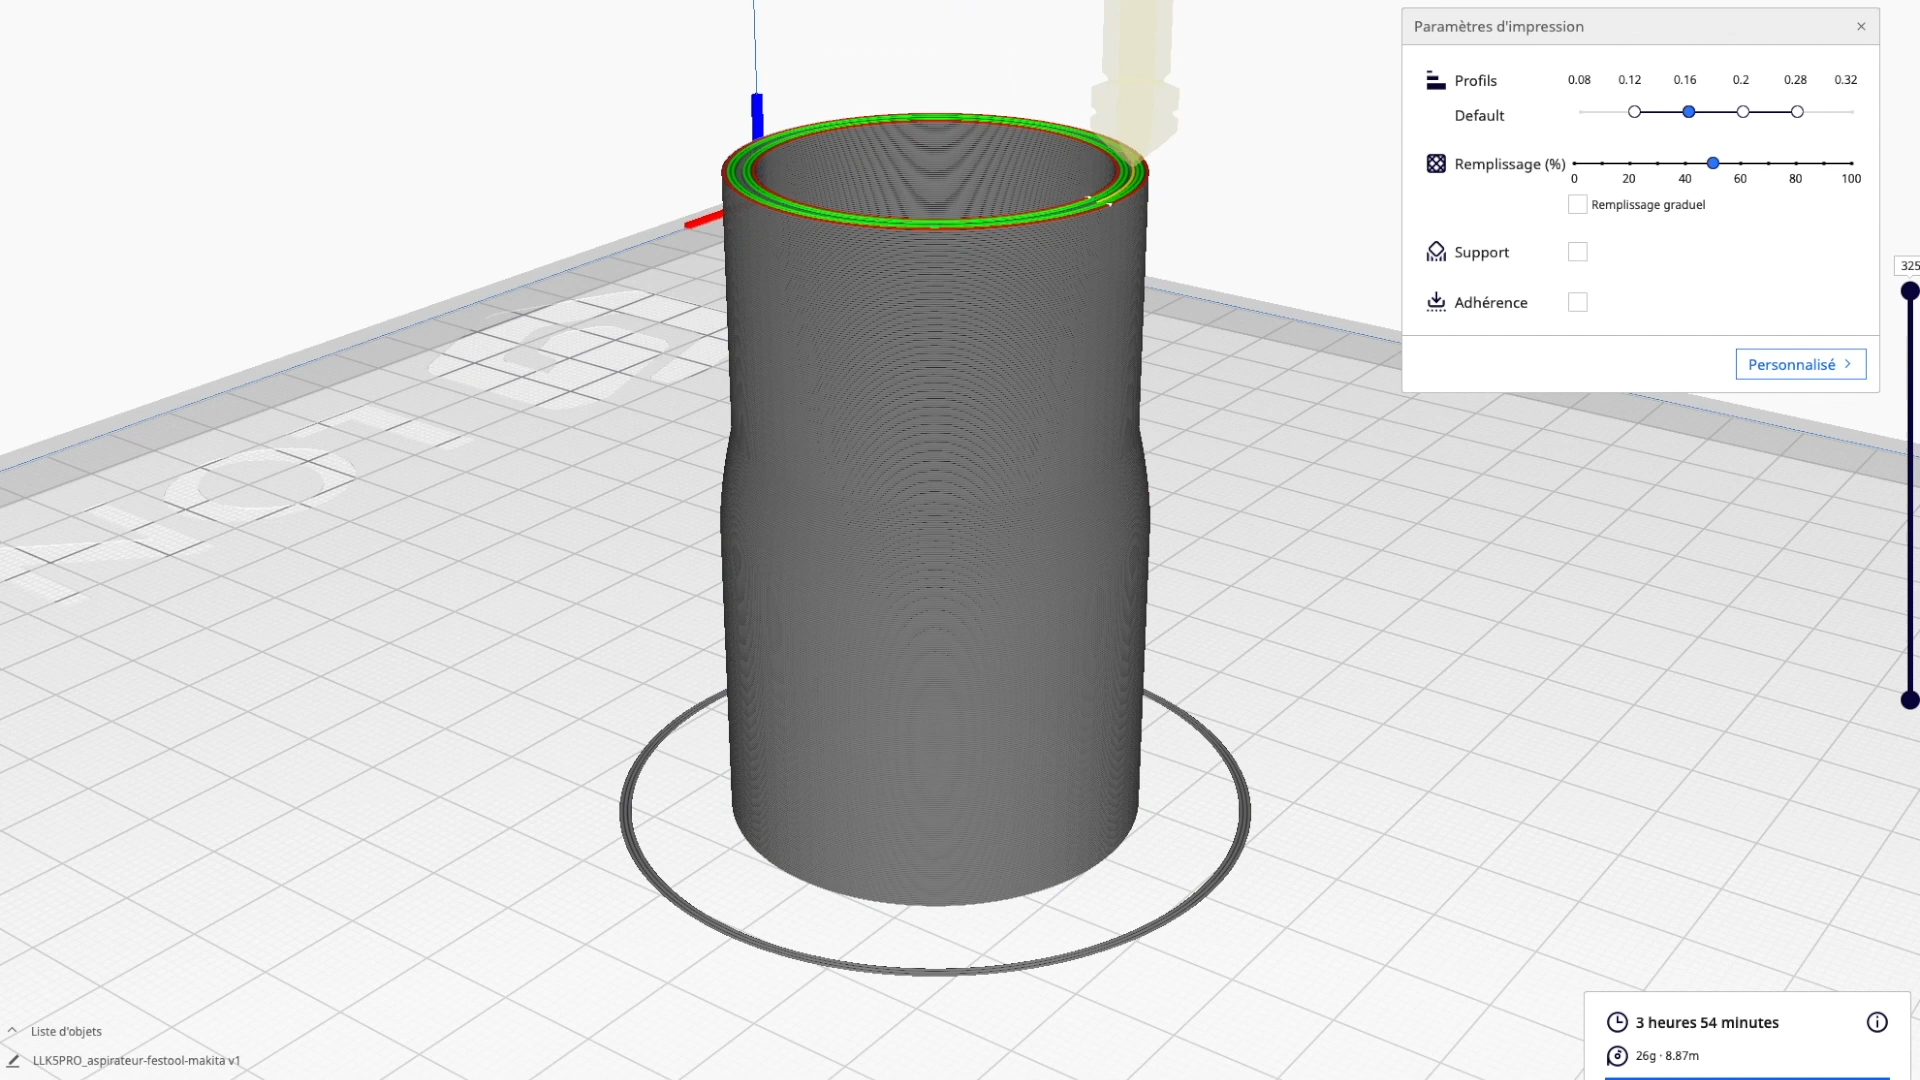 Paramètres d'impression
Profils 0.08 0.12 0.16 0.2 0.28 0.32
Default
Remplissage (%)
0 20 40 60 80 100
Remplissage graduel
Support
Adhérence
Personnalisé
325
3 heures 54 minutes
26g · 8.87m
Liste d'objets
LLK5PRO_aspirateur-festool-makita v1